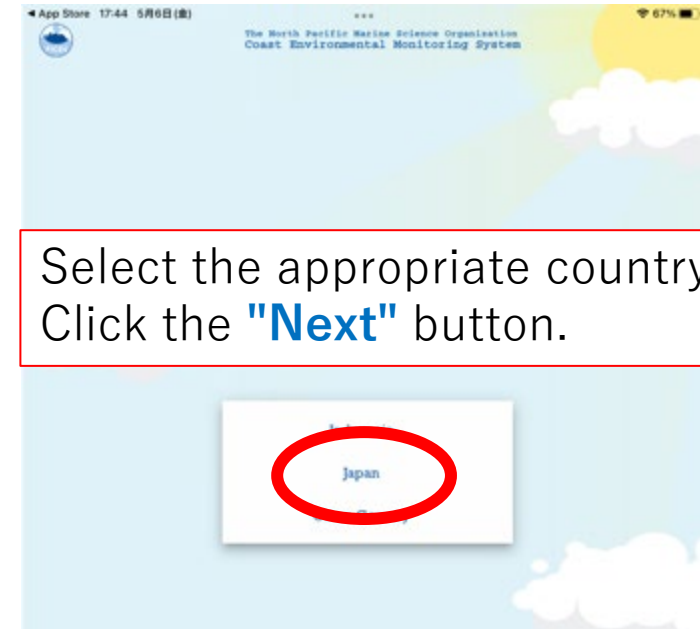 App Store 17:44 5月6日(金)
67%
The North Pacific Marine Science Organization
Coast Environmental Monitoring System
Select the appropriate country
Click the "Next" button.
Japan